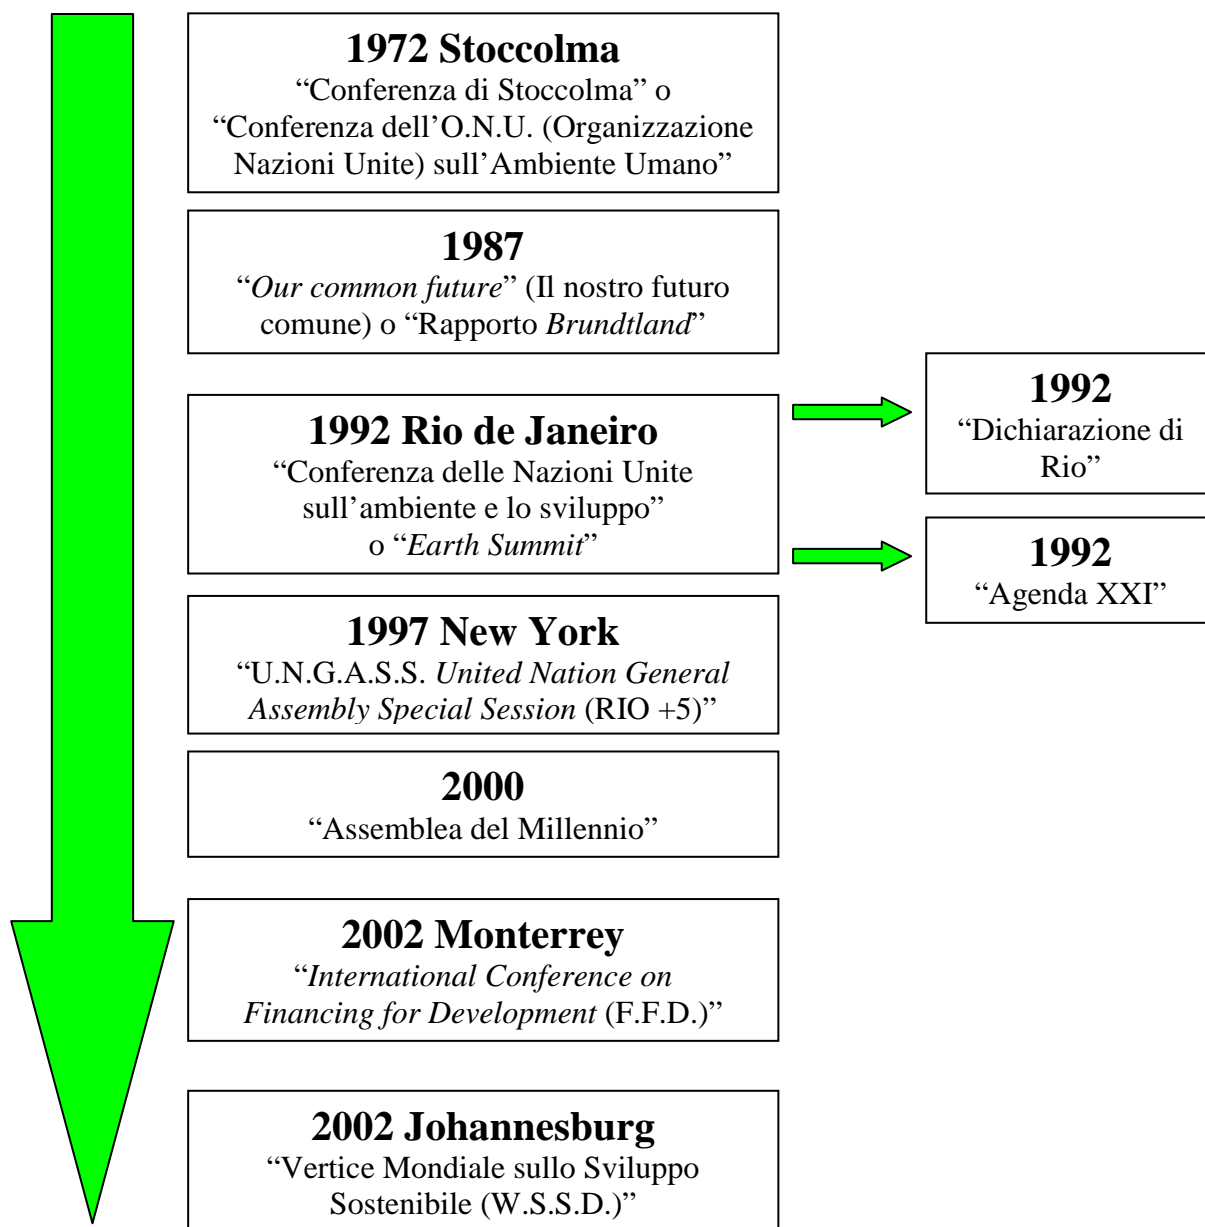 1972 Stoccolma
“Conferenza di Stoccolma” o
“Conferenza dell’O.N.U. (Organizzazione
Nazioni Unite) sull’Ambiente Umano”
1987
“Our common future” (Il nostro futuro
comune) o “Rapporto Brundtland”
1992 Rio de Janeiro
“Conferenza delle Nazioni Unite
sull’ambiente e lo sviluppo”
o “Earth Summit”
1992
“Dichiarazione di
Rio”
1992
“Agenda XXI”
1997 New York
“U.N.G.A.S.S. United Nation General
Assembly Special Session (RIO +5)”
2000
“Assemblea del Millennio”
2002 Monterrey
“International Conference on
Financing for Development (F.F.D.)”
2002 Johannesburg
“Vertice Mondiale sullo Sviluppo
Sostenibile (W.S.S.D.)”